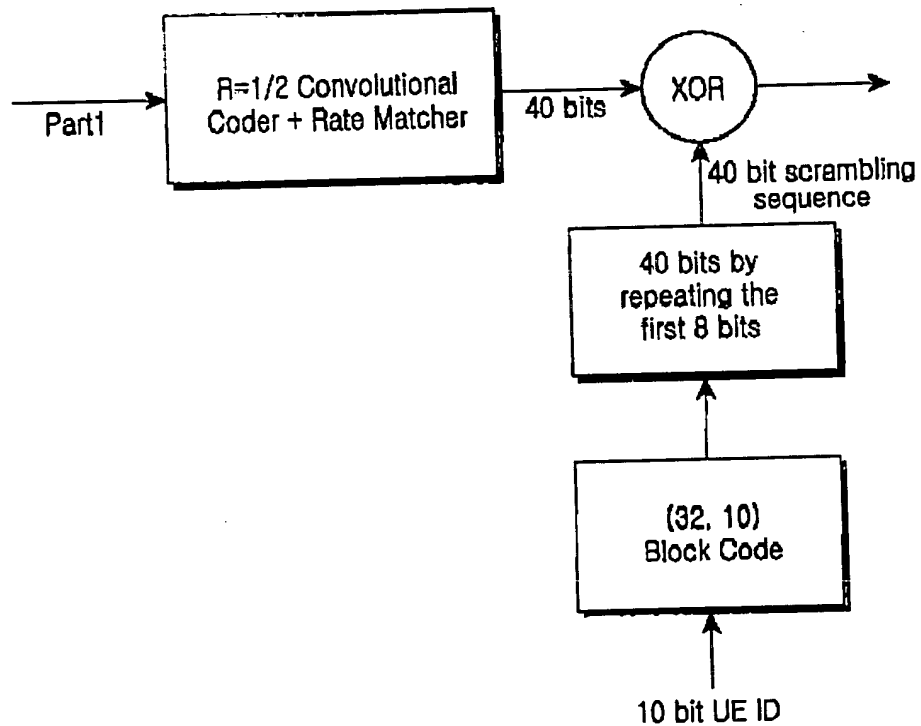 R=1/2 Convolutional
Coder + Rate Matcher
XOR
Part1
40 bits
40 bit scrambling
sequence
40 bits by
repeating the
first 8 bits
(32, 10)
Block Code
10 bit UE ID